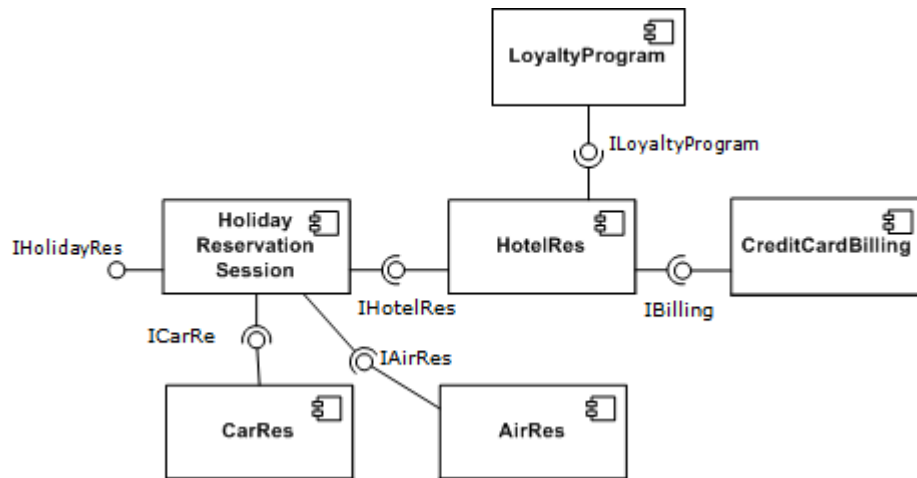 LoyaltyProgram
ILoyaltyProgram
Holiday
Reservation
Session
HotelRes
CreditCardBilling
IHolidayRes
IHotelRes
IBilling
ICarRe
IAirRes
CarRes
AirRes